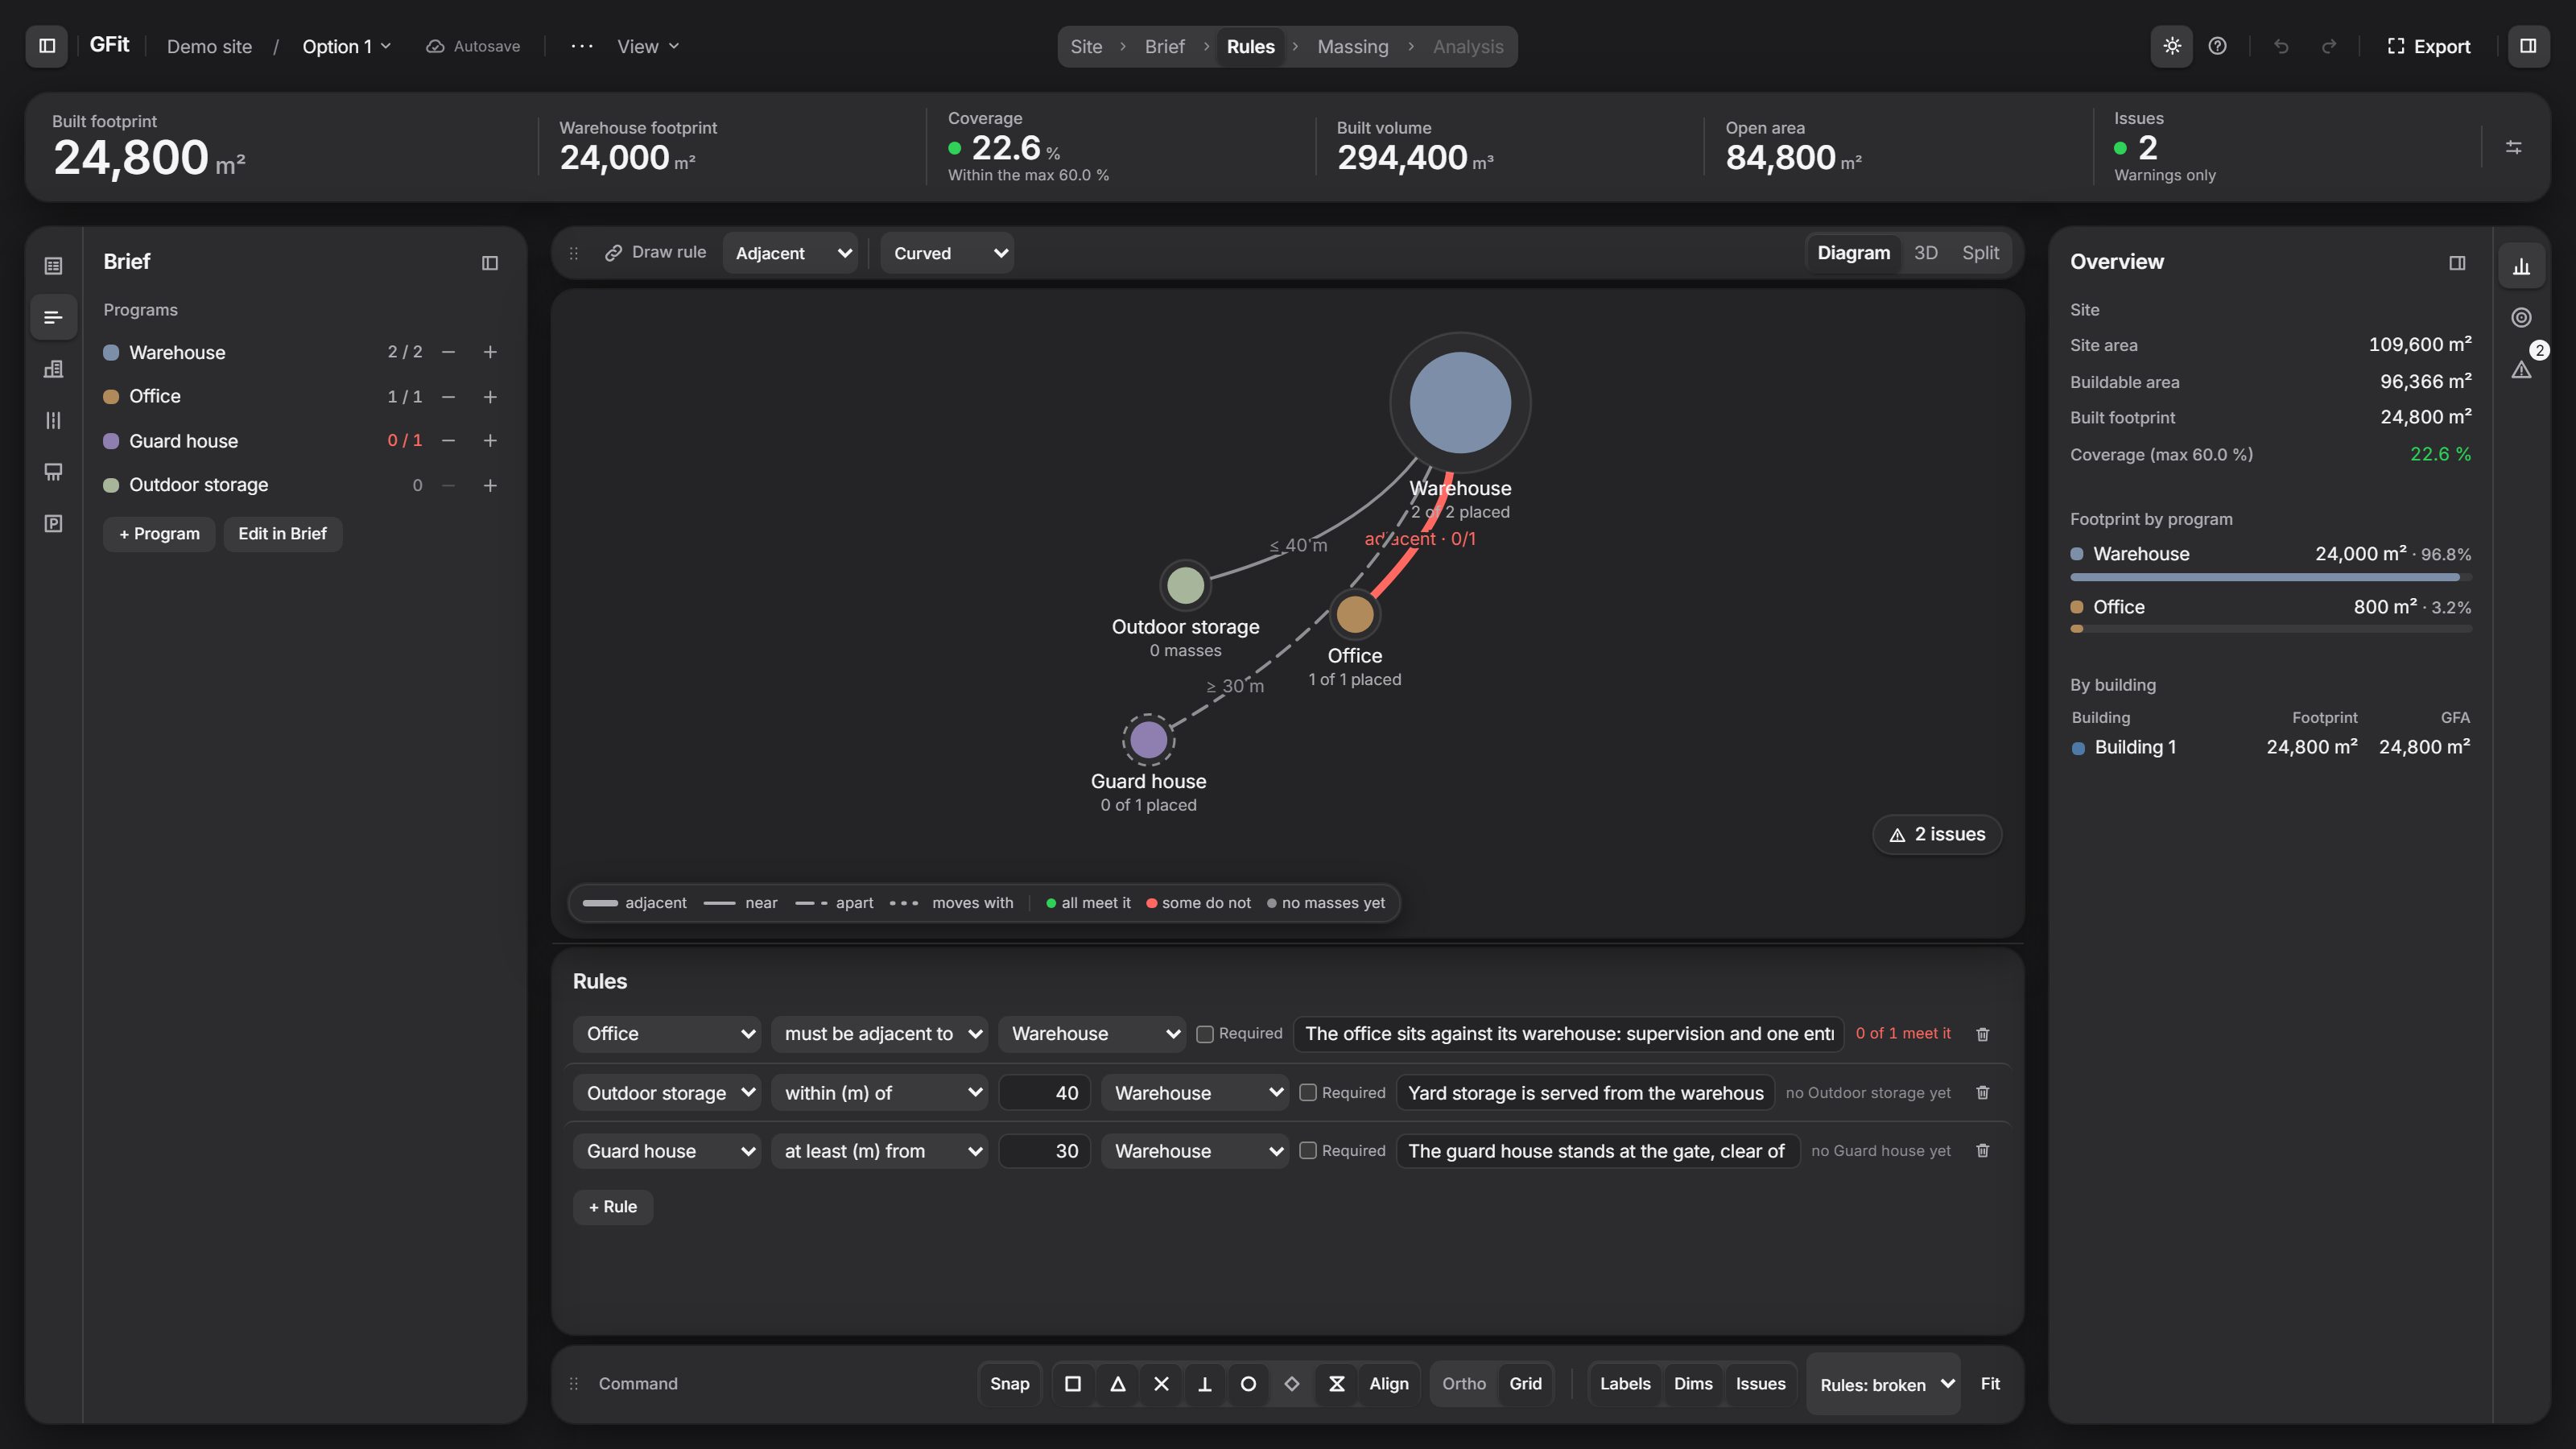 GFit
Demo site / Option 1
Autosave
··· View
Site > Brief > Rules > Massing > Analysis
Export
Built footprint
24,800 m²
Warehouse footprint
24,000 m²
Coverage
22.6 %
Within the max 60.0 %
Built volume
294,400 m³
Open area
84,800 m²
Issues
2
Warnings only
Brief
Programs
Warehouse 2 / 2 − +
Office 1 / 1 − +
Guard house 0 / 1 − +
Outdoor storage 0 − +
+ Program Edit in Brief
Draw rule Adjacent Curved
Diagram 3D Split
Warehouse
2 of 2 placed
adjacent · 0/1
≤ 40 m
Outdoor storage
0 masses
Office
1 of 1 placed
≥ 30 m
Guard house
0 of 1 placed
2 issues
adjacent near apart moves with all meet it some do not no masses yet
Rules
Office must be adjacent to Warehouse Required The office sits against its warehouse: supervision and one entr 0 of 1 meet it
Outdoor storage within (m) of 40 Warehouse Required Yard storage is served from the warehous no Outdoor storage yet
Guard house at least (m) from 30 Warehouse Required The guard house stands at the gate, clear of no Guard house yet
+ Rule
Command Snap Align Ortho Grid Labels Dims Issues Rules: broken Fit
Overview
2
Site
Site area 109,600 m²
Buildable area 96,366 m²
Built footprint 24,800 m²
Coverage (max 60.0 %) 22.6 %
Footprint by program
Warehouse 24,000 m² · 96.8%
Office 800 m² · 3.2%
By building
Building Footprint GFA
Building 1 24,800 m² 24,800 m²
P